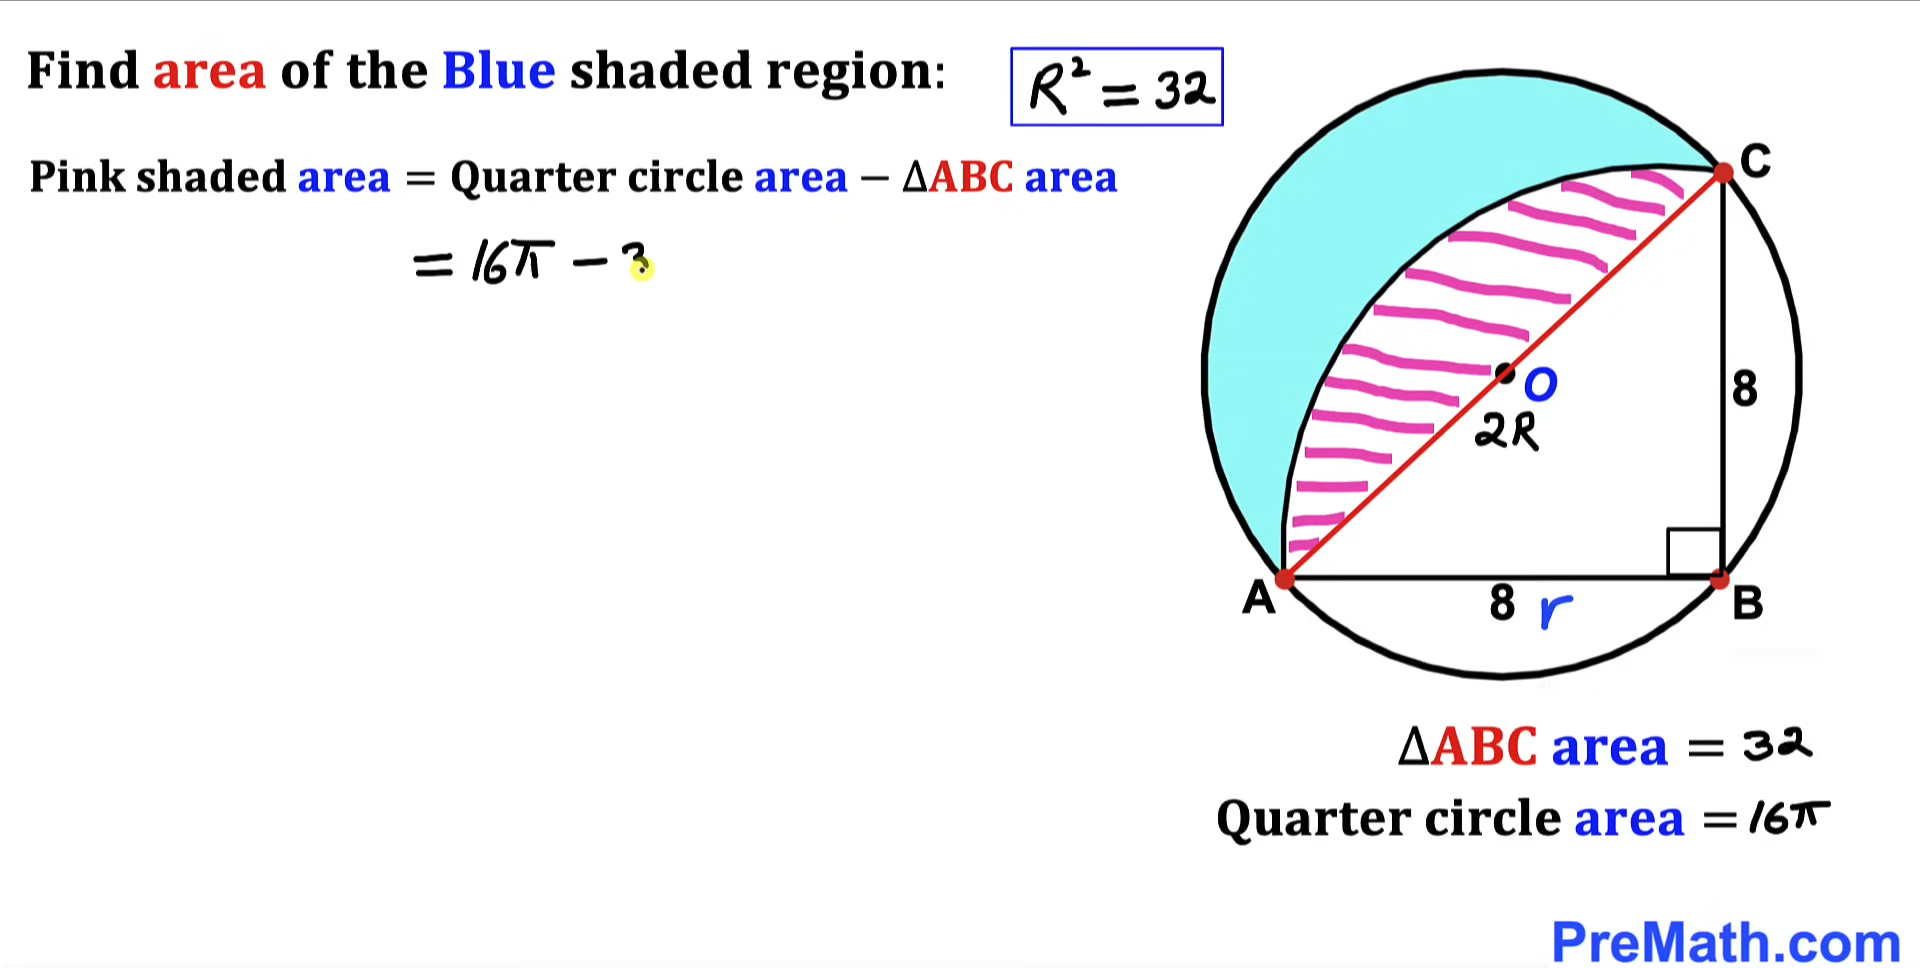 Find area of the Blue shaded region:
R² = 32
Pink shaded area = Quarter circle area − ΔABC area
= 16π − 3
C
O
2R
8
A
8 r
B
ΔABC area = 32
Quarter circle area = 16π
PreMath.com